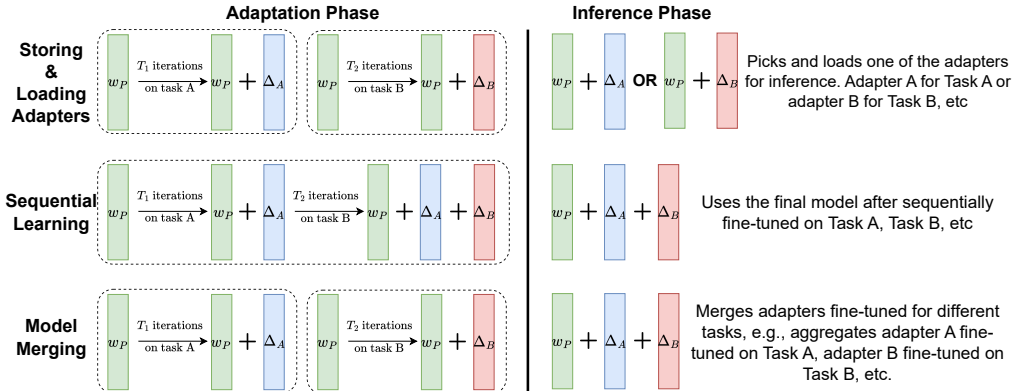 Adaptation Phase
Inference Phase
Storing
&
Loading
Adapters
w_P T_1 iterations on task A w_P + Δ_A
w_P T_2 iterations on task B w_P + Δ_B
w_P + Δ_A OR w_P + Δ_B
Picks and loads one of the adapters
for inference. Adapter A for Task A or
adapter B for Task B, etc
Sequential
Learning
w_P T_1 iterations on task A w_P + Δ_A T_2 iterations on task B w_P + Δ_A + Δ_B
w_P + Δ_A + Δ_B
Uses the final model after sequentially
fine-tuned on Task A, Task B, etc
Model
Merging
w_P T_1 iterations on task A w_P + Δ_A
w_P T_2 iterations on task B w_P + Δ_B
w_P + Δ_A + Δ_B
Merges adapters fine-tuned for different
tasks, e.g., aggregates adapter A fine-
tuned on Task A, adapter B fine-tuned on
Task B, etc.